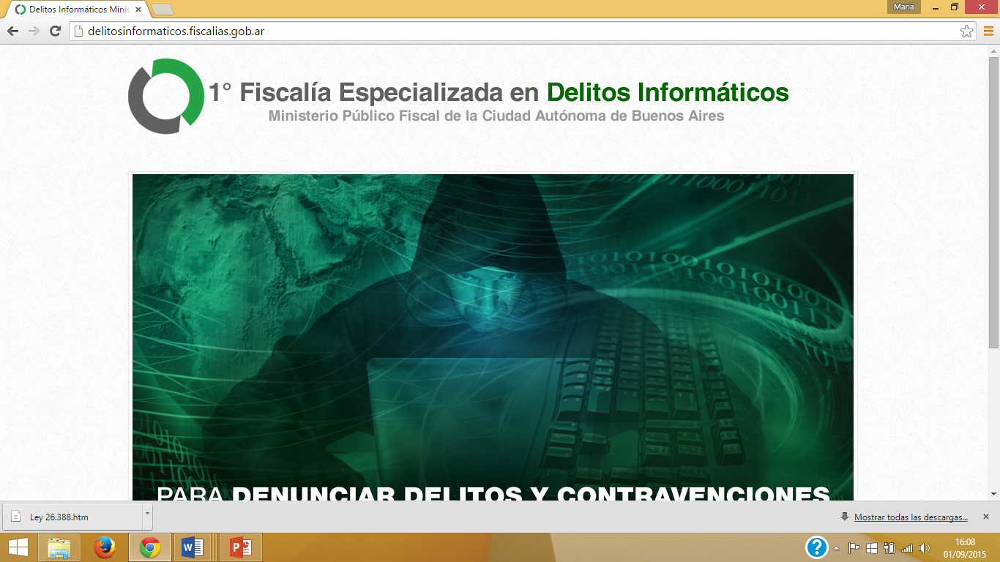 Delitos Informáticos Minis
Maria
delitosinformaticos.fiscalias.gob.ar
1° Fiscalía Especializada en Delitos Informáticos
Ministerio Público Fiscal de la Ciudad Autónoma de Buenos Aires
PARA DENUNCIAR DELITOS Y CONTRAVENCIONES
Ley 26.388.htm
Mostrar todas las descargas...
16:08
01/09/2015